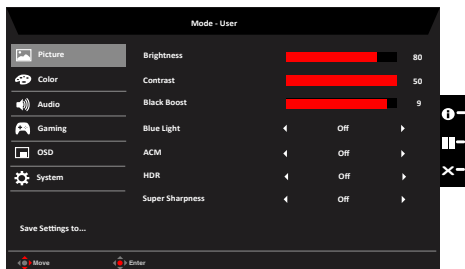 Mode - User
Picture
Brightness 80
Color
Contrast 50
Audio
Black Boost 9
Gaming
Blue Light Off
OSD
ACM Off
System
HDR Off
Super Sharpness Off
Save Settings to...
Move Enter